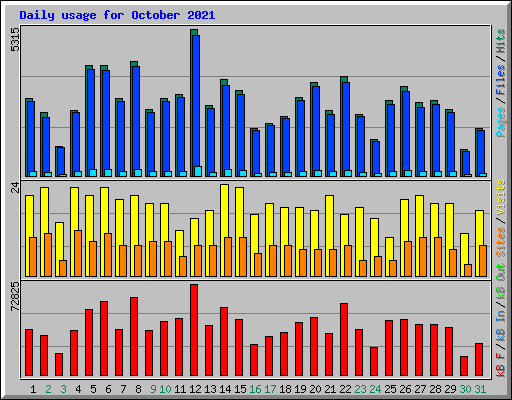 Daily usage for October 2021
5315
Pages / Files / Hits
24
Sites / Visits
72825
kB F / kB In / kB Out
1 2 3 4 5 6 7 8 9 10 11 12 13 14 15 16 17 18 19 20 21 22 23 24 25 26 27 28 29 30 31